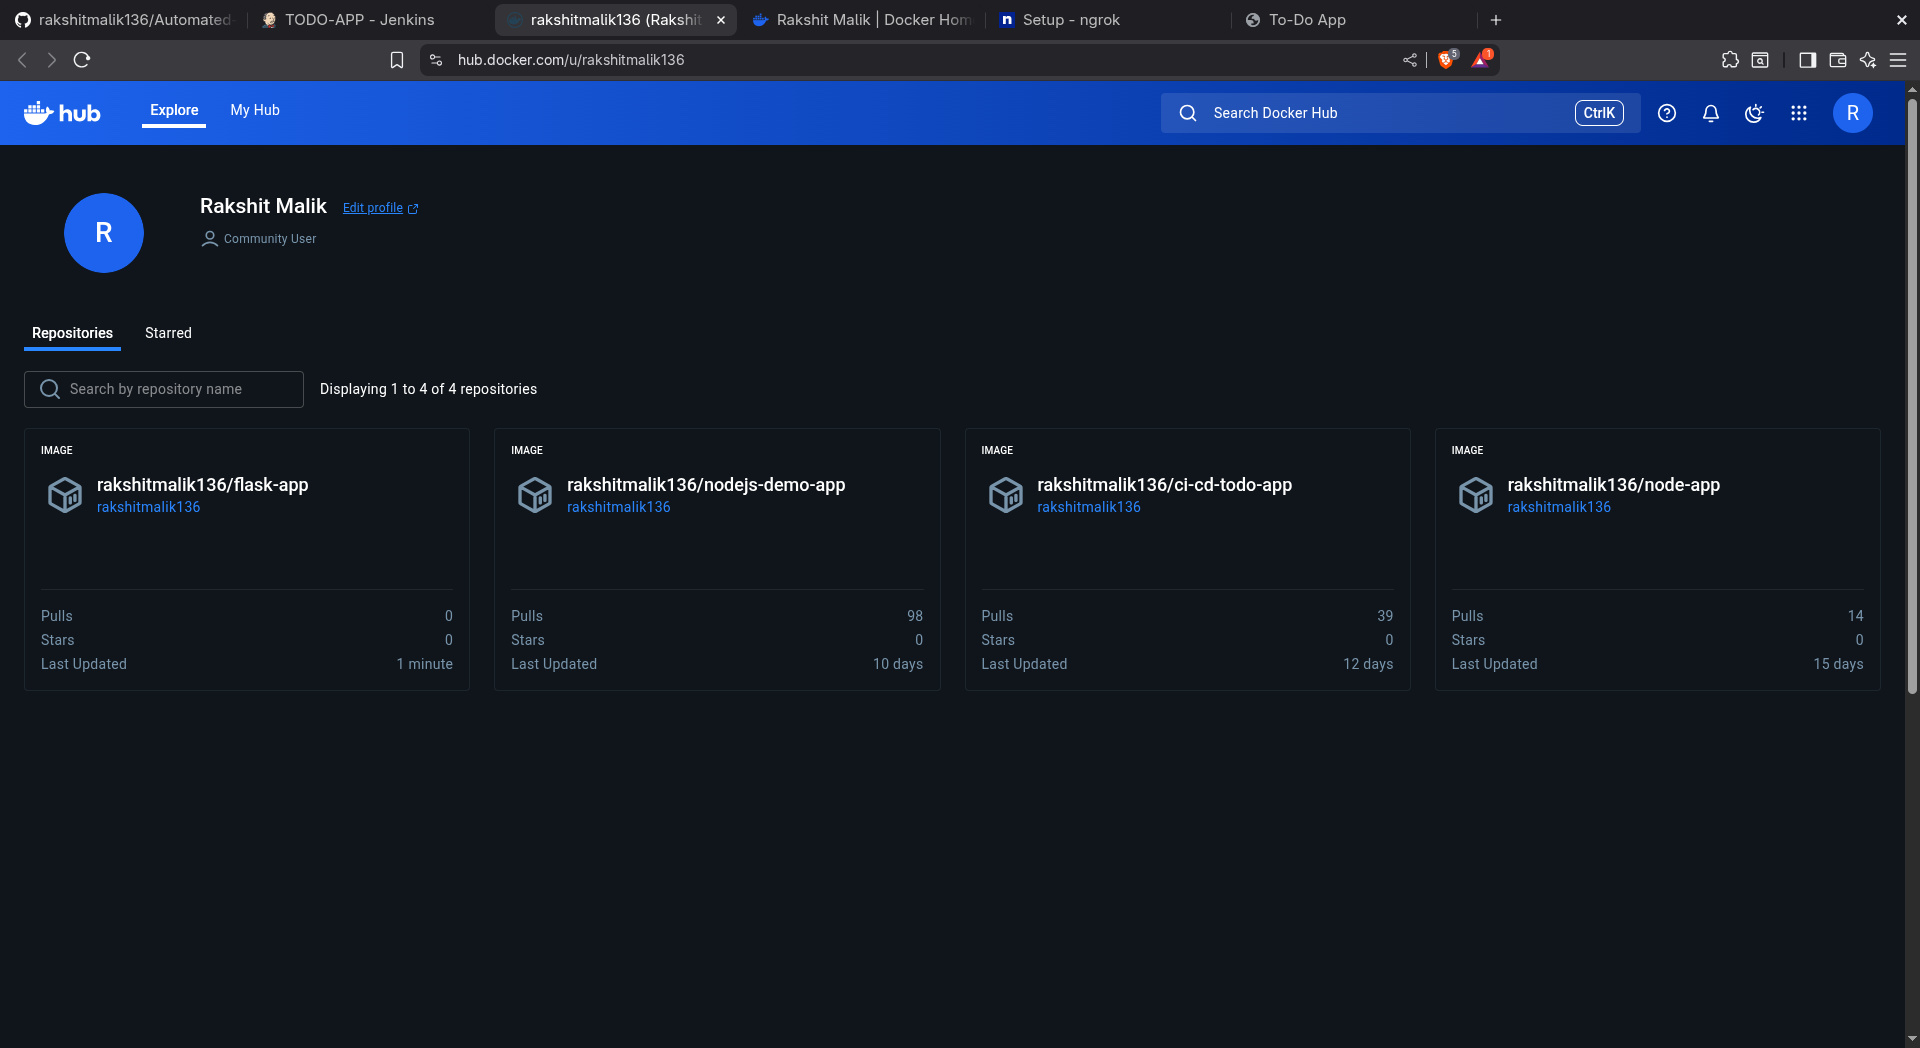 rakshitmalik136/Automated-
TODO-APP - Jenkins
rakshitmalik136 (Rakshit
Rakshit Malik | Docker Hom
n Setup - ngrok
To-Do App
hub.docker.com/u/rakshitmalik136
5
1
hub
Explore
My Hub
Search Docker Hub
CtrlK
R
R
Rakshit Malik
Edit profile
Community User
Repositories
Starred
Search by repository name
Displaying 1 to 4 of 4 repositories
IMAGE
rakshitmalik136/flask-app
rakshitmalik136
Pulls 0
Stars 0
Last Updated 1 minute
IMAGE
rakshitmalik136/nodejs-demo-app
rakshitmalik136
Pulls 98
Stars 0
Last Updated 10 days
IMAGE
rakshitmalik136/ci-cd-todo-app
rakshitmalik136
Pulls 39
Stars 0
Last Updated 12 days
IMAGE
rakshitmalik136/node-app
rakshitmalik136
Pulls 14
Stars 0
Last Updated 15 days